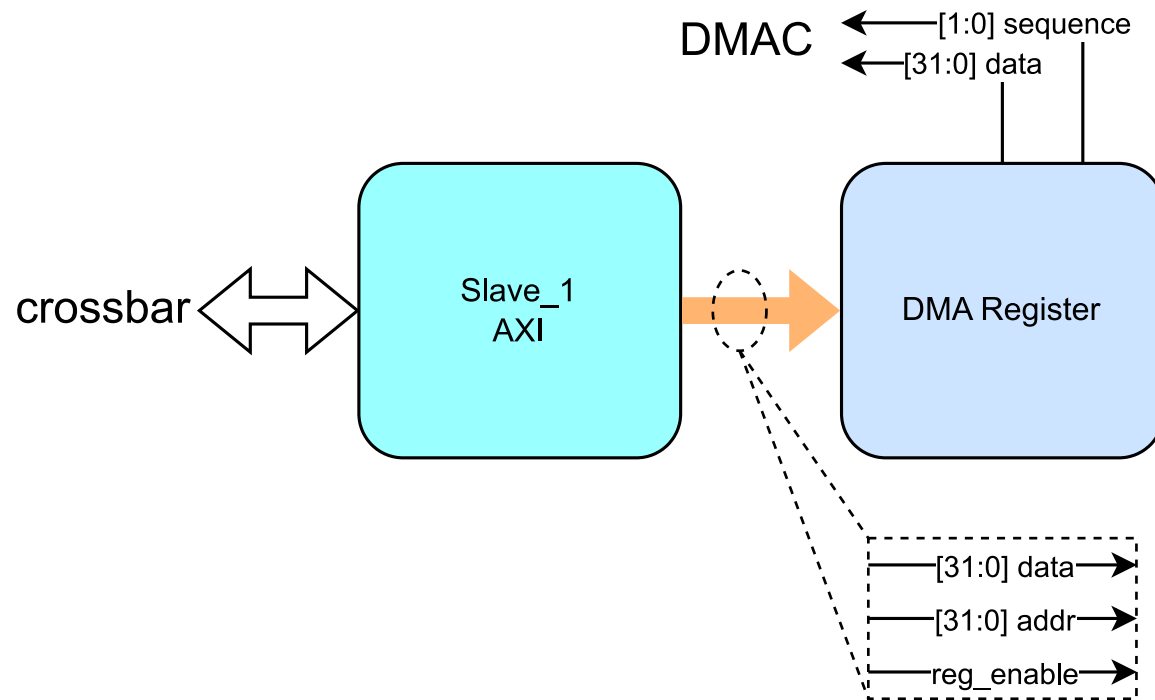 [1:0] sequence
DMAC
[31:0] data
crossbar
Slave_1
AXI
DMA Register
[31:0] data
[31:0] addr
reg_enable